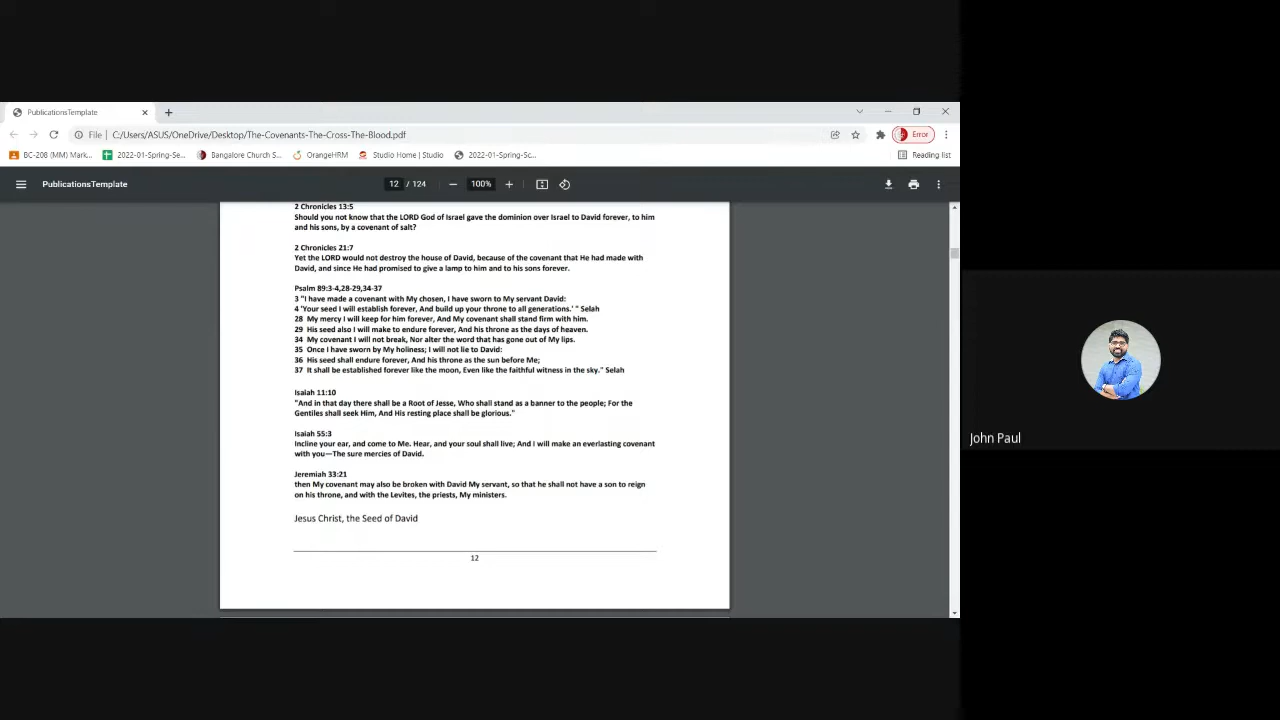 PublicationsTemplate
File | C:/Users/ASUS/OneDrive/Desktop/The-Covenants-The-Cross-The-Blood.pdf
Error
BC-208 (MM) Mark...
2022-01-Spring-Se...
Bangalore Church S...
OrangeHRM
Studio Home | Studio
2022-01-Spring-Sc...
Reading list
PublicationsTemplate
12 / 124
100%
2 Chronicles 13:5
Should you not know that the LORD God of Israel gave the dominion over Israel to David forever, to him
and his sons, by a covenant of salt?
2 Chronicles 21:7
Yet the LORD would not destroy the house of David, because of the covenant that He had made with
David, and since He had promised to give a lamp to him and to his sons forever.
Psalm 89:3-4,28-29,34-37
3 "I have made a covenant with My chosen, I have sworn to My servant David:
4 'Your seed I will establish forever, And build up your throne to all generations.' " Selah
28 My mercy I will keep for him forever, And My covenant shall stand firm with him.
29 His seed also I will make to endure forever, And his throne as the days of heaven.
34 My covenant I will not break, Nor alter the word that has gone out of My lips.
35 Once I have sworn by My holiness; I will not lie to David:
36 His seed shall endure forever, And his throne as the sun before Me;
37 It shall be established forever like the moon, Even like the faithful witness in the sky." Selah
Isaiah 11:10
"And in that day there shall be a Root of Jesse, Who shall stand as a banner to the people; For the
Gentiles shall seek Him, And His resting place shall be glorious."
Isaiah 55:3
Incline your ear, and come to Me. Hear, and your soul shall live; And I will make an everlasting covenant
with you—The sure mercies of David.
Jeremiah 33:21
then My covenant may also be broken with David My servant, so that he shall not have a son to reign
on his throne, and with the Levites, the priests, My ministers.
Jesus Christ, the Seed of David
12
John Paul